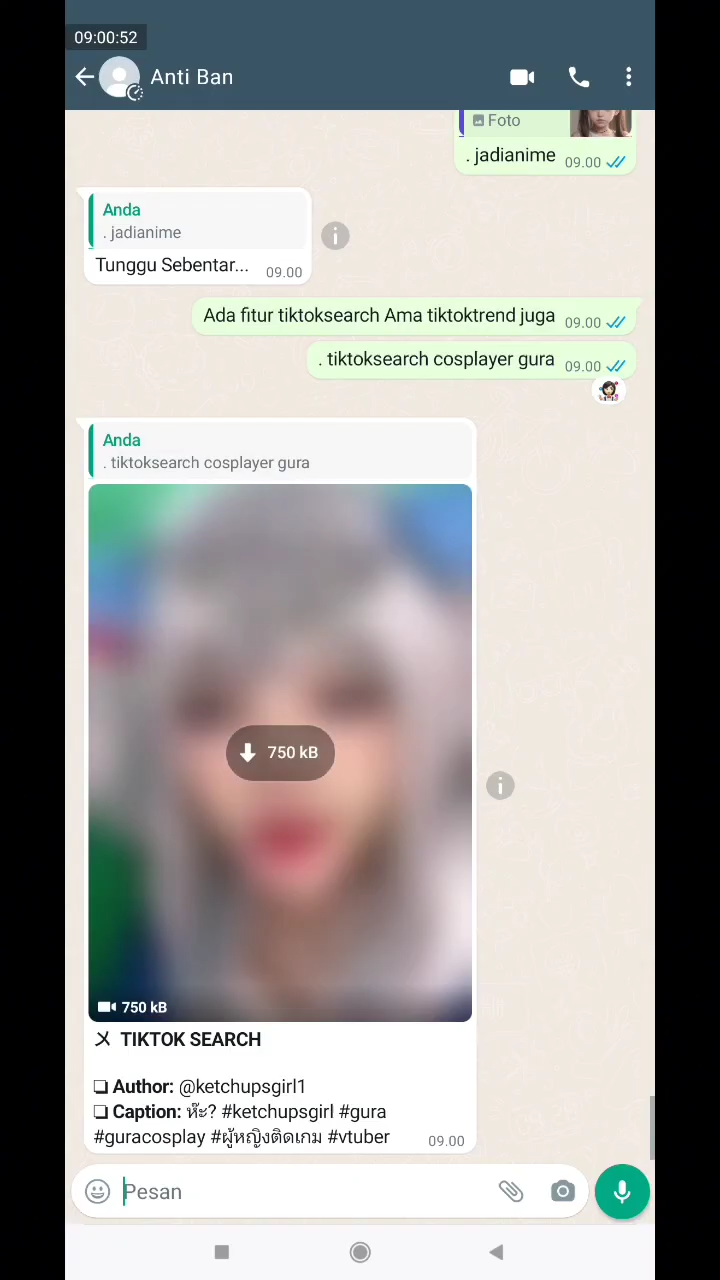 09:00:52
Anti Ban
Foto
. jadianime 09.00
Anda
. jadianime
Tunggu Sebentar... 09.00
Ada fitur tiktoksearch Ama tiktoktrend juga 09.00
. tiktoksearch cosplayer gura 09.00
Anda
. tiktoksearch cosplayer gura
750 kB
750 kB
メ TIKTOK SEARCH
❏ Author: @ketchupsgirl1
❏ Caption: ห๊ะ? #ketchupsgirl #gura
#guracosplay #ผู้หญิงติดเกม #vtuber 09.00
Pesan